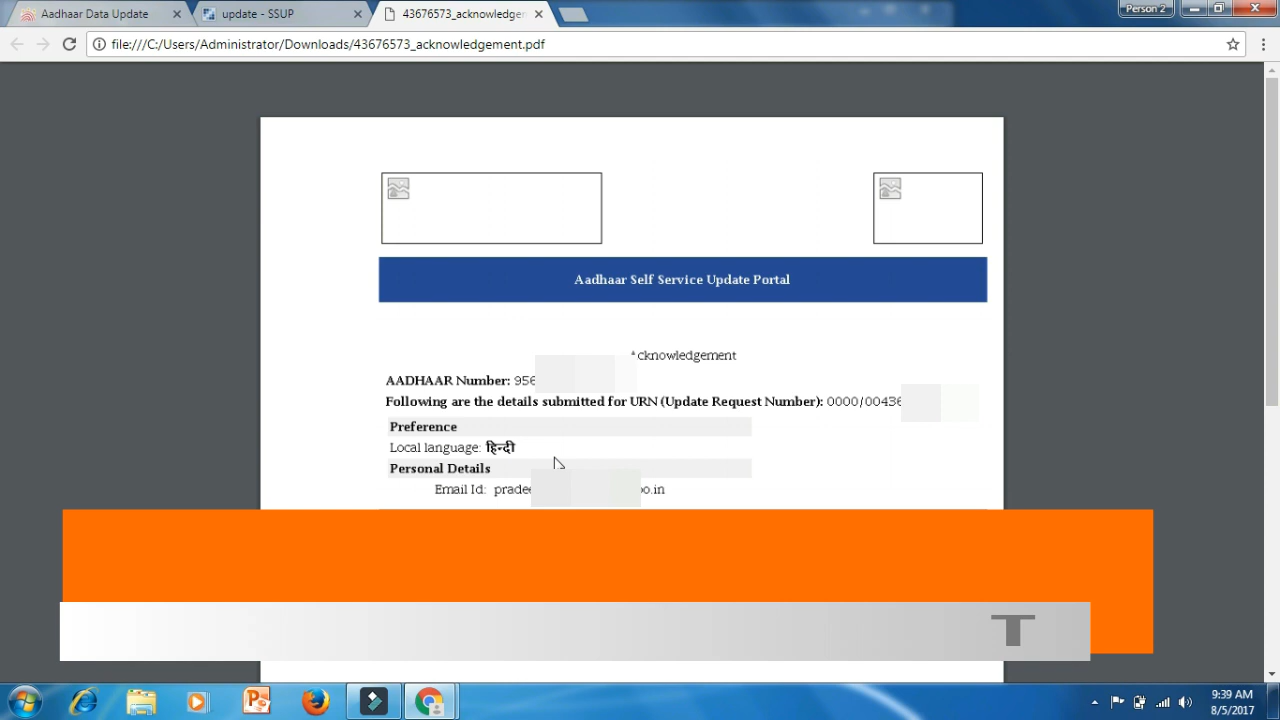 Aadhaar Data Update
update - SSUP
43676573_acknowledgem
Person 2
file:///C:/Users/Administrator/Downloads/43676573_acknowledgement.pdf
Aadhaar Self Service Update Portal
cknowledgement
AADHAAR Number: 956
Following are the details submitted for URN (Update Request Number): 0000/00436
Preference
Local language: हिन्दी
Personal Details
Email Id: pradee o.in
T
9:39 AM
8/5/2017